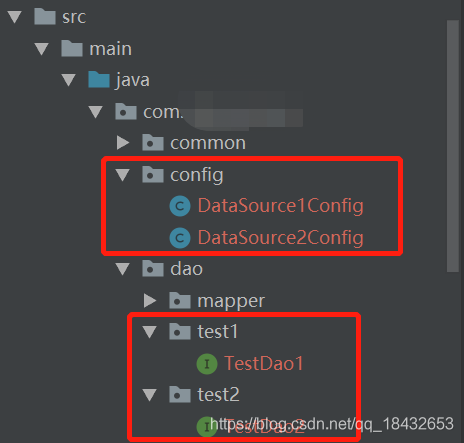 src
main
java
com.
common
config
DataSource1Config
DataSource2Config
dao
mapper
test1
TestDao1
test2
TestDao2
https://blog.csdn.net/qq_18432653